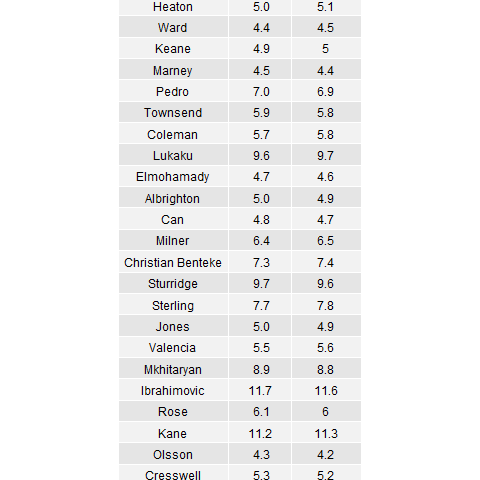 Heaton 5.0 5.1
Ward 4.4 4.5
Keane 4.9 5
Marney 4.5 4.4
Pedro 7.0 6.9
Townsend 5.9 5.8
Coleman 5.7 5.8
Lukaku 9.6 9.7
Elmohamady 4.7 4.6
Albrighton 5.0 4.9
Can 4.8 4.7
Milner 6.4 6.5
Christian Benteke 7.3 7.4
Sturridge 9.7 9.6
Sterling 7.7 7.8
Jones 5.0 4.9
Valencia 5.5 5.6
Mkhitaryan 8.9 8.8
Ibrahimovic 11.7 11.6
Rose 6.1 6
Kane 11.2 11.3
Olsson 4.3 4.2
Cresswell 5.3 5.2